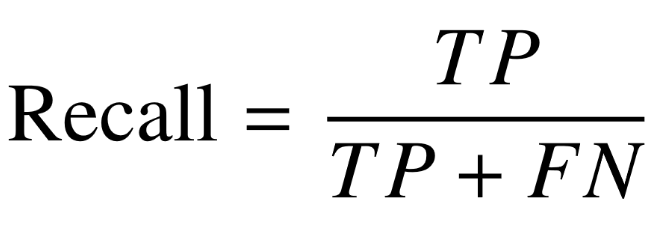 Recall = TP / TP + FN